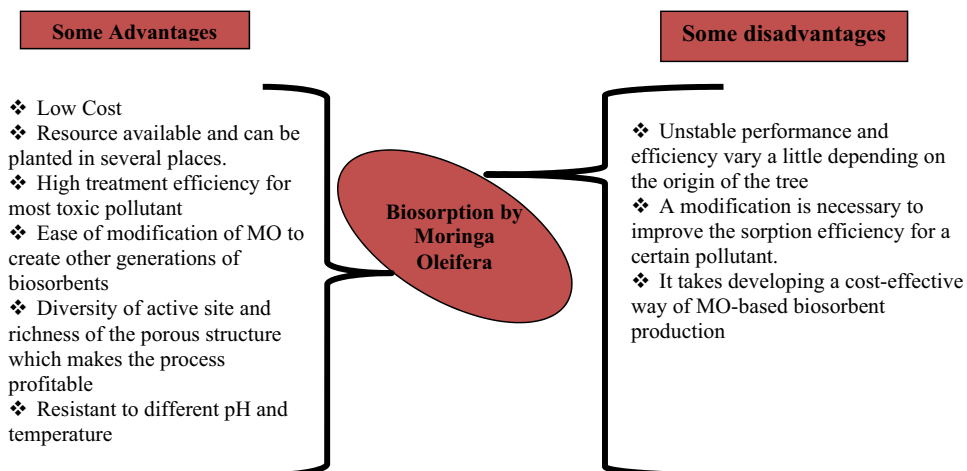 Some Advantages
❖ Low Cost
❖ Resource available and can be
planted in several places.
❖ High treatment efficiency for
most toxic pollutant
❖ Ease of modification of MO to
create other generations of
biosorbents
❖ Diversity of active site and
richness of the porous structure
which makes the process
profitable
❖ Resistant to different pH and
temperature
Biosorption by
Moringa
Oleifera
Some disadvantages
❖ Unstable performance and
efficiency vary a little depending on
the origin of the tree
❖ A modification is necessary to
improve the sorption efficiency for a
certain pollutant.
❖ It takes developing a cost-effective
way of MO-based biosorbent
production